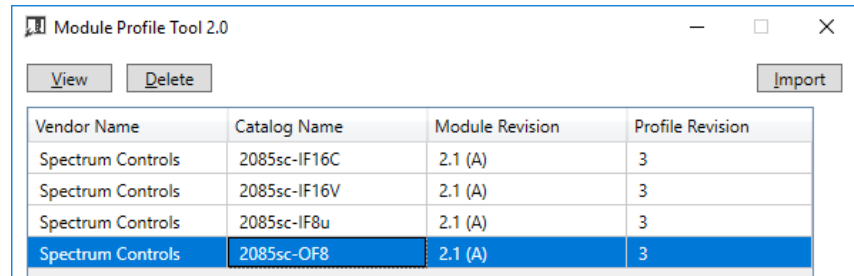 Module Profile Tool 2.0
View Delete Import
Vendor Name Catalog Name Module Revision Profile Revision
Spectrum Controls 2085sc-IF16C 2.1 (A) 3
Spectrum Controls 2085sc-IF16V 2.1 (A) 3
Spectrum Controls 2085sc-IF8u 2.1 (A) 3
Spectrum Controls 2085sc-OF8 2.1 (A) 3